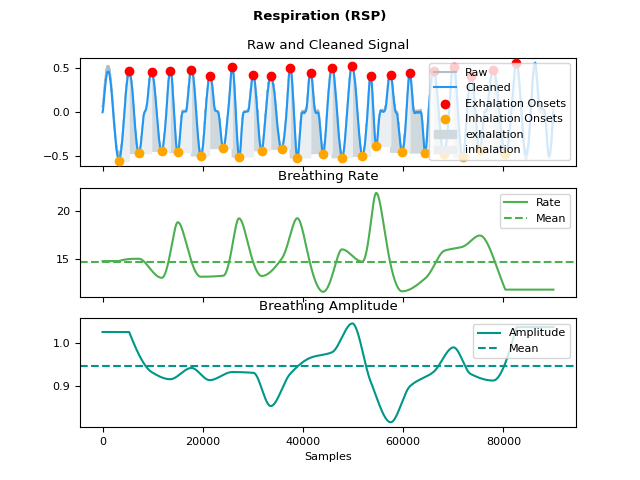 Respiration (RSP)
Raw and Cleaned Signal
0.5
0.0
−0.5
Raw
Cleaned
Exhalation Onsets
Inhalation Onsets
exhalation
inhalation
Breathing Rate
20
15
Rate
Mean
Breathing Amplitude
1.0
0.9
Amplitude
Mean
0
20000
40000
60000
80000
Samples